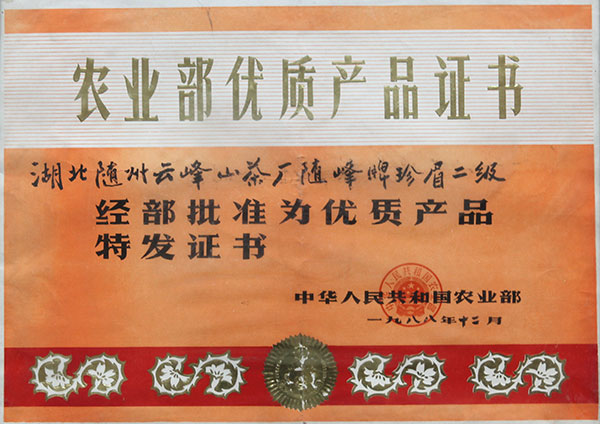 农业部优质产品证书
湖北随州云峰山茶厂随峰牌珍眉二级
经部批准为优质产品
特发证书
中华人民共和国农业部
一九八八年十二月